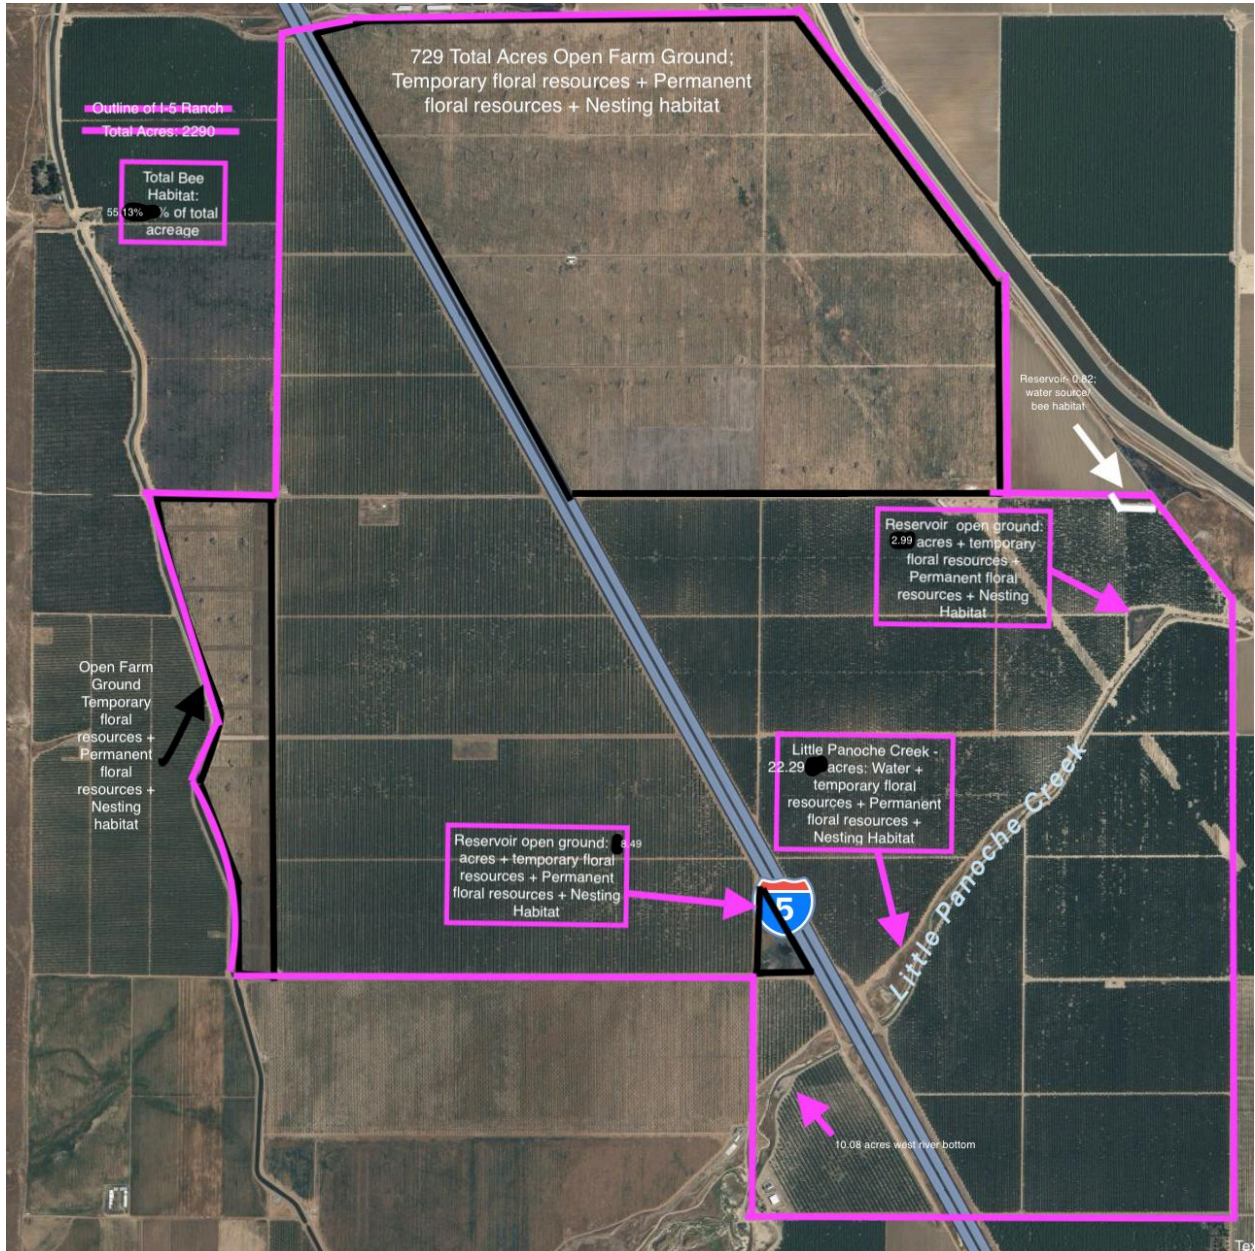 729 Total Acres Open Farm Ground;
Temporary floral resources + Permanent
floral resources + Nesting habitat
Outline of I-5 Ranch
Total Acres: 2290
Total Bee
Habitat:
55.13% % of total
acreage
Reservoir- 0.82;
water source/
bee habitat
Reservoir open ground:
2.99 acres + temporary
floral resources +
Permanent floral
resources + Nesting
Habitat
Open Farm
Ground
Temporary
floral
resources +
Permanent
floral
resources +
Nesting
habitat
Little Panoche Creek -
22.29 acres: Water +
temporary floral
resources + Permanent
floral resources +
Nesting Habitat
Reservoir open ground: 8.49
acres + temporary floral
resources + Permanent
floral resources + Nesting
Habitat
5
Little Panoche Creek
10.08 acres west river bottom
Tex